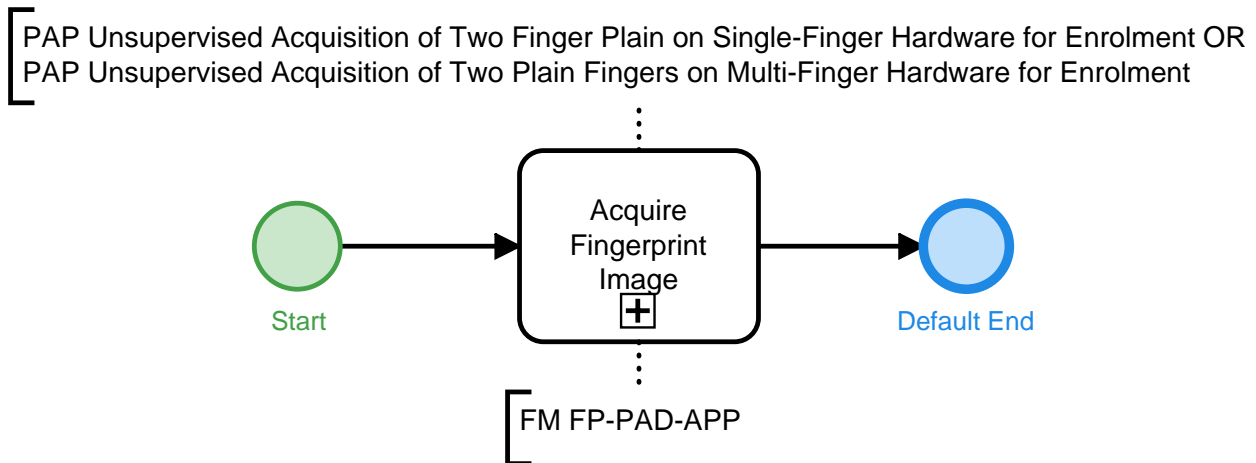 PAP Unsupervised Acquisition of Two Finger Plain on Single-Finger Hardware for Enrolment OR
PAP Unsupervised Acquisition of Two Plain Fingers on Multi-Finger Hardware for Enrolment
Acquire
Fingerprint
Image
Start
Default End
FM FP-PAD-APP